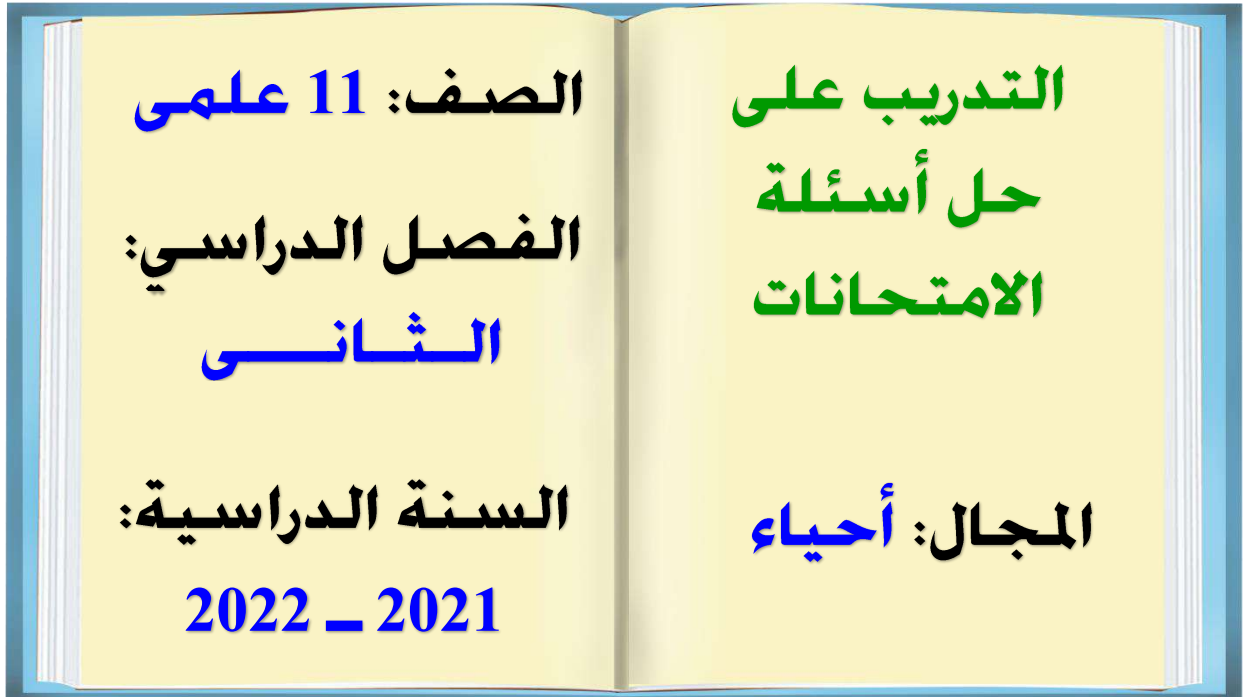 التدريب على
حل أسئلة
الامتحانات
المجال: أحياء
الصف: 11 علمى
الفصل الدراسي:
الثانى
السنة الدراسية:
2021 – 2022